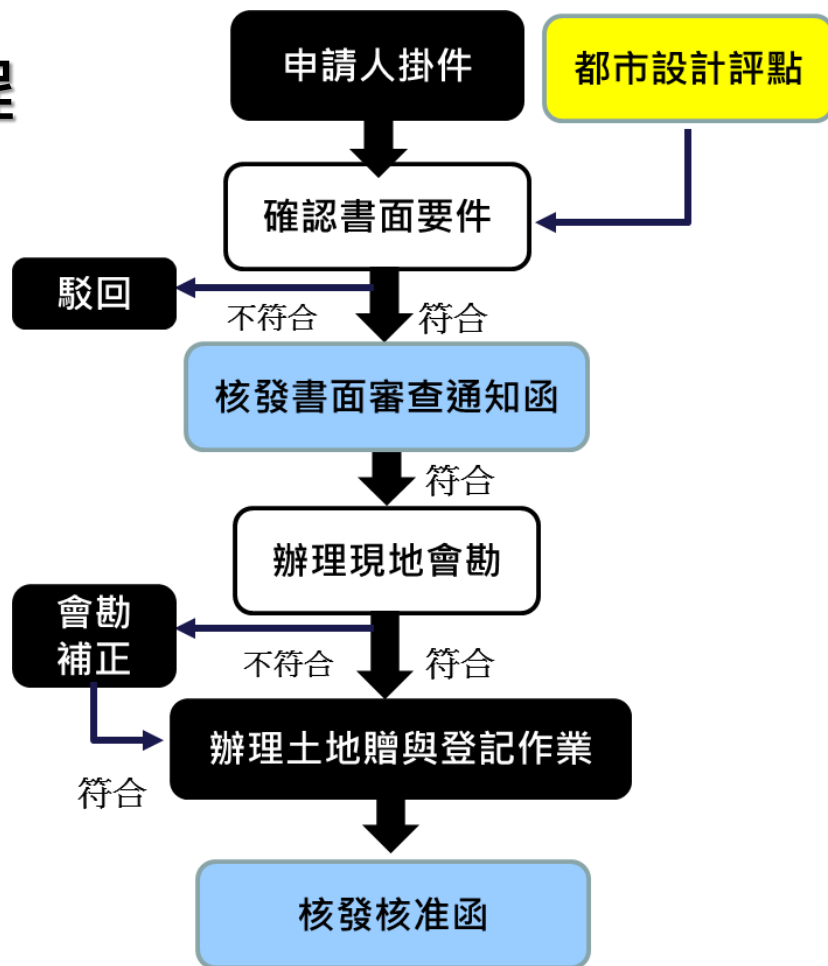 程
申請人掛件
都市設計評點
確認書面要件
駁回
不符合
符合
核發書面審查通知函
符合
辦理現地會勘
會勘
補正
不符合
符合
辦理土地贈與登記作業
符合
核發核准函